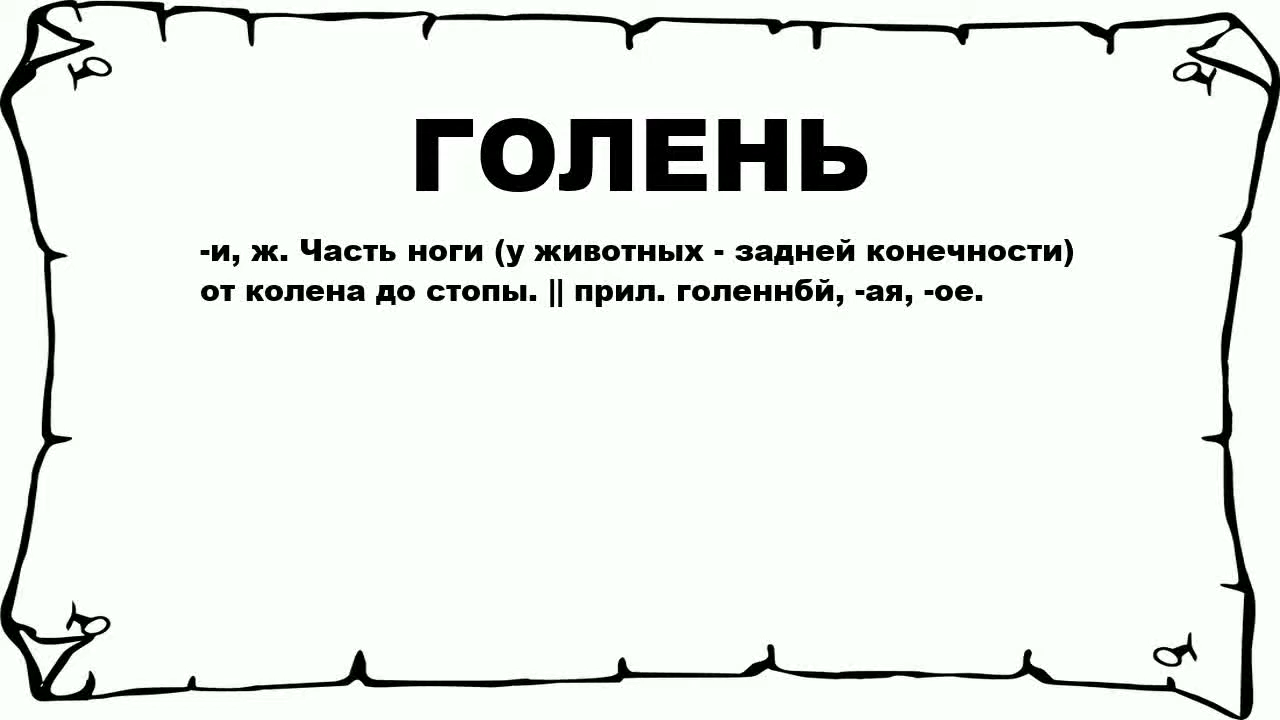 ГОЛЕНЬ
-и, ж. Часть ноги (у животных - задней конечности)
от колена до стопы. || прил. голеннбй, -ая, -ое.